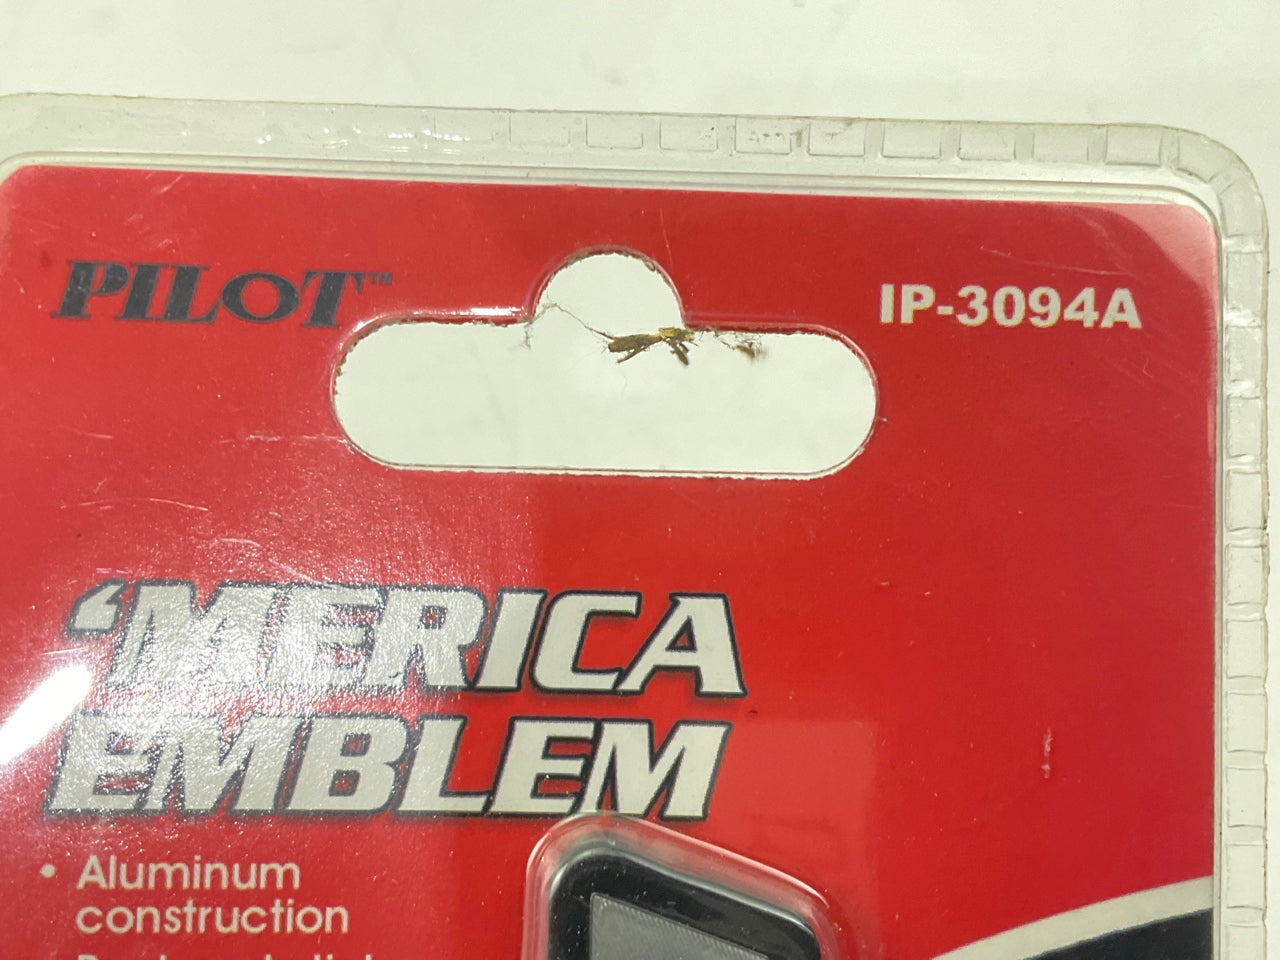 PILOT™
IP-3094A
‘MERICA
EMBLEM
• Aluminum
construction